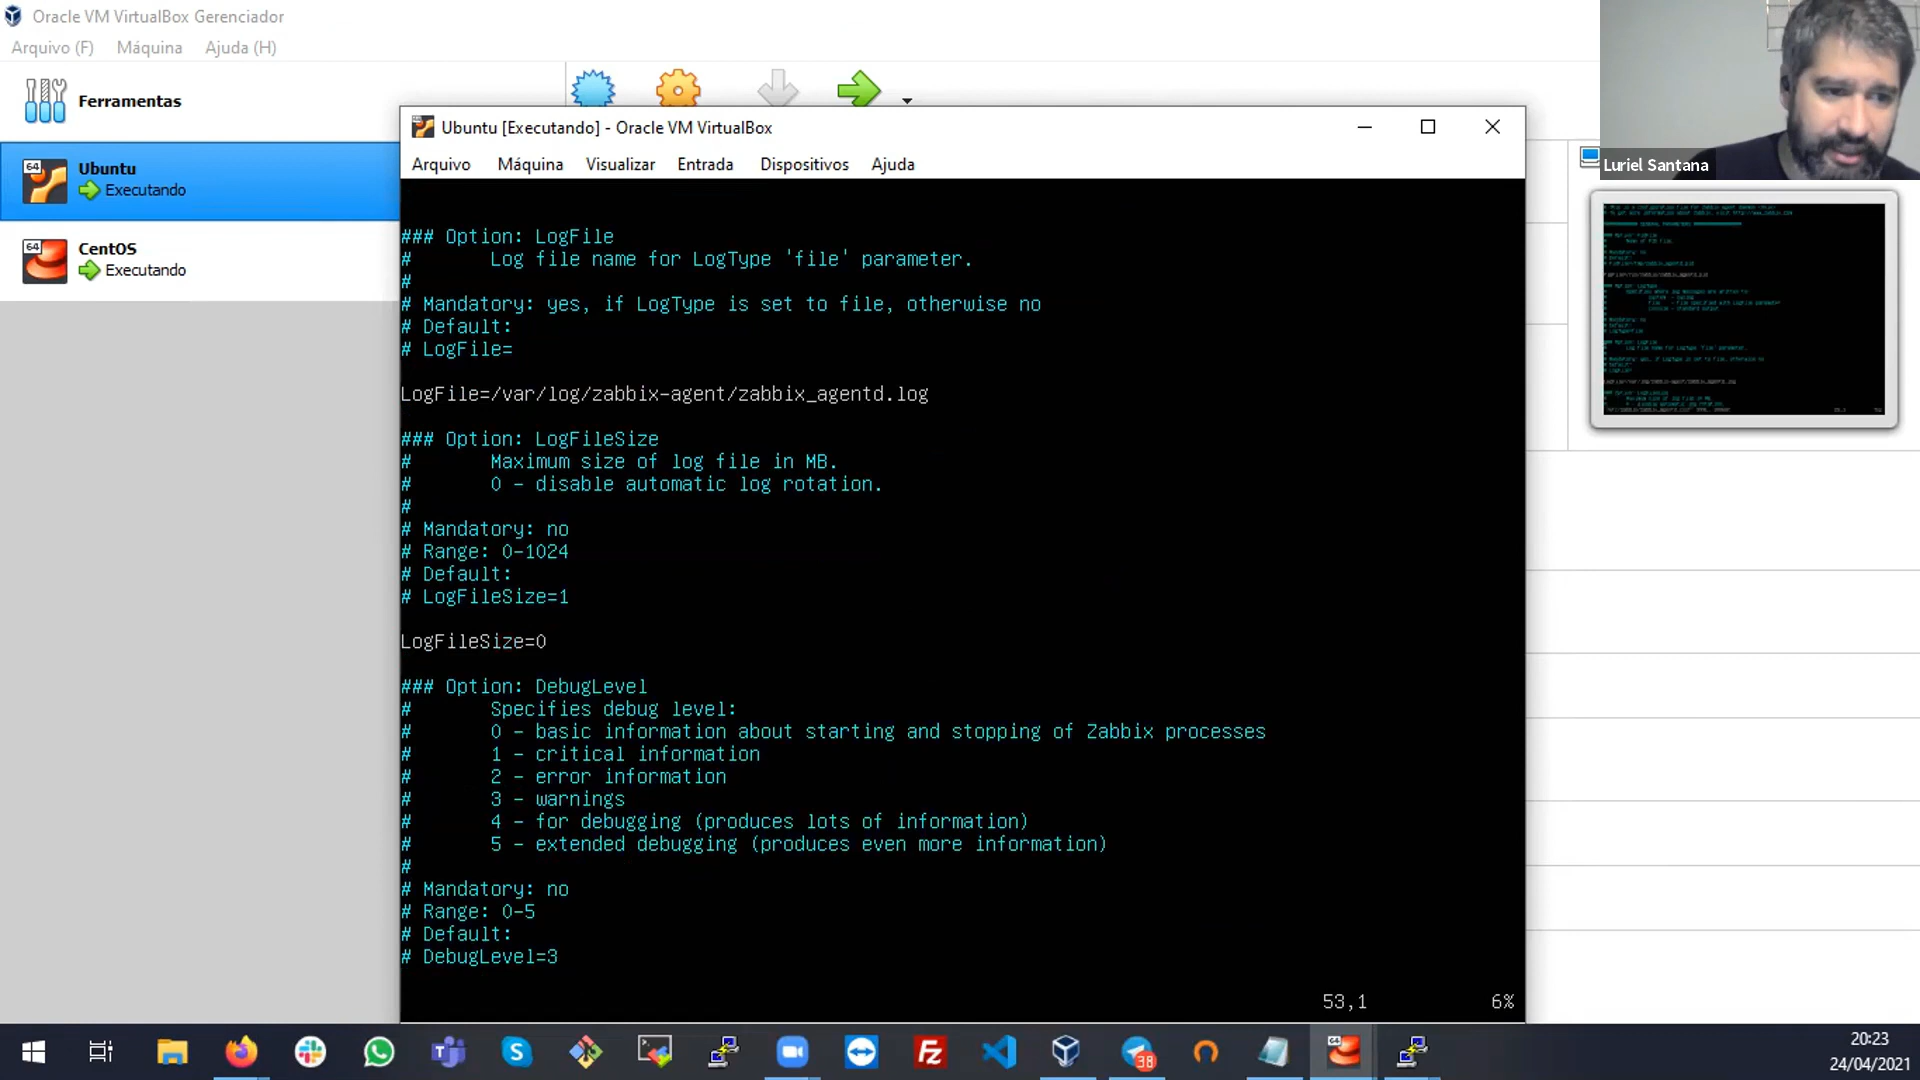 Oracle VM VirtualBox Gerenciador
Arquivo (F) Máquina Ajuda (H)
Ferramentas
64
Ubuntu
Executando
64
CentOS
Executando
Ubuntu [Executando] - Oracle VM VirtualBox
Arquivo Máquina Visualizar Entrada Dispositivos Ajuda
### Option: LogFile
# Log file name for LogType 'file' parameter.
#
# Mandatory: yes, if LogType is set to file, otherwise no
# Default:
# LogFile=
LogFile=/var/log/zabbix-agent/zabbix_agentd.log
### Option: LogFileSize
# Maximum size of log file in MB.
# 0 - disable automatic log rotation.
#
# Mandatory: no
# Range: 0-1024
# Default:
# LogFileSize=1
LogFileSize=0
### Option: DebugLevel
# Specifies debug level:
# 0 - basic information about starting and stopping of Zabbix processes
# 1 - critical information
# 2 - error information
# 3 - warnings
# 4 - for debugging (produces lots of information)
# 5 - extended debugging (produces even more information)
#
# Mandatory: no
# Range: 0-5
# Default:
# DebugLevel=3
53,1 6%
Luriel Santana
38
64
20:23
24/04/2021